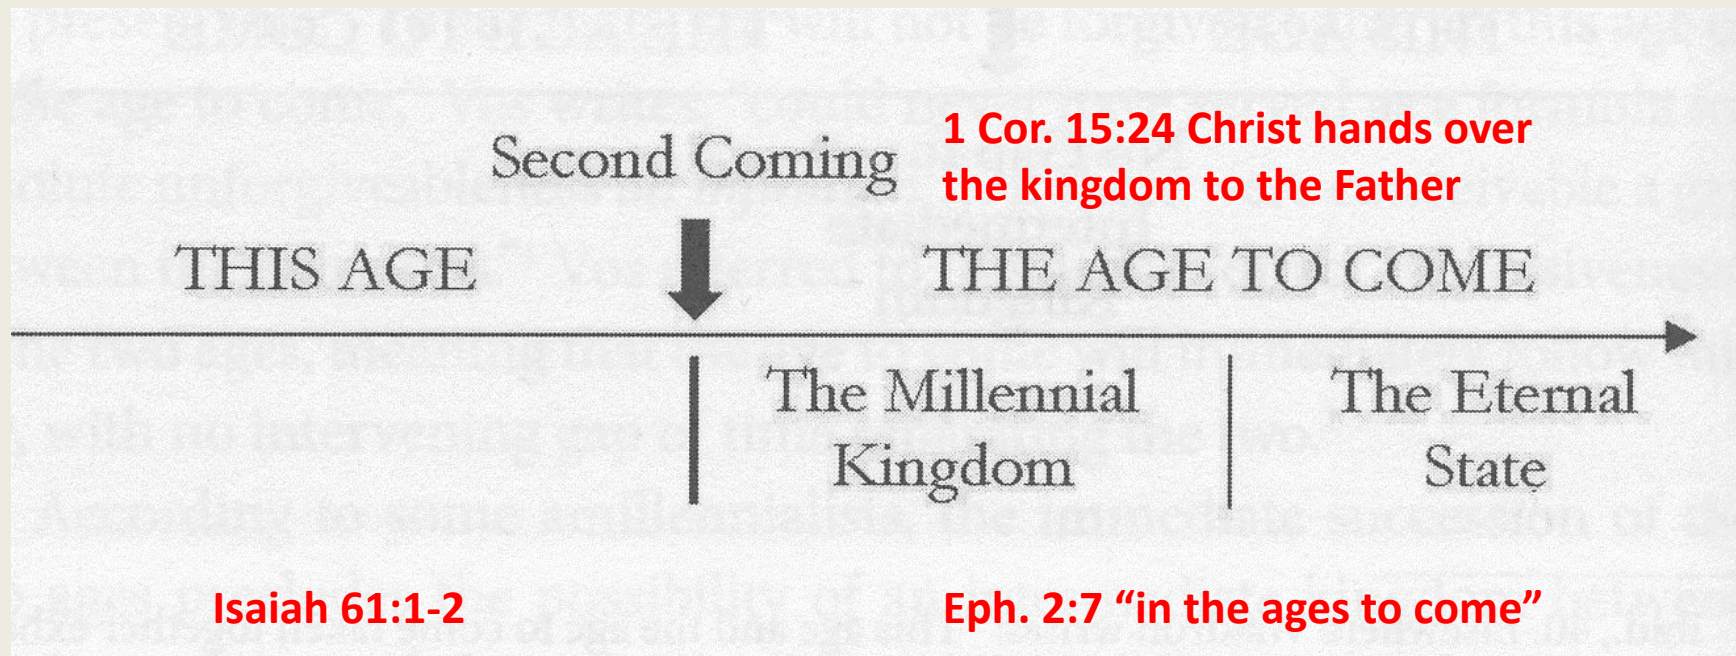 1 Cor. 15:24 Christ hands over
the kingdom to the Father
Second Coming
THIS AGE
THE AGE TO COME
The Millennial
Kingdom
The Eternal
State
Isaiah 61:1-2
Eph. 2:7 “in the ages to come”